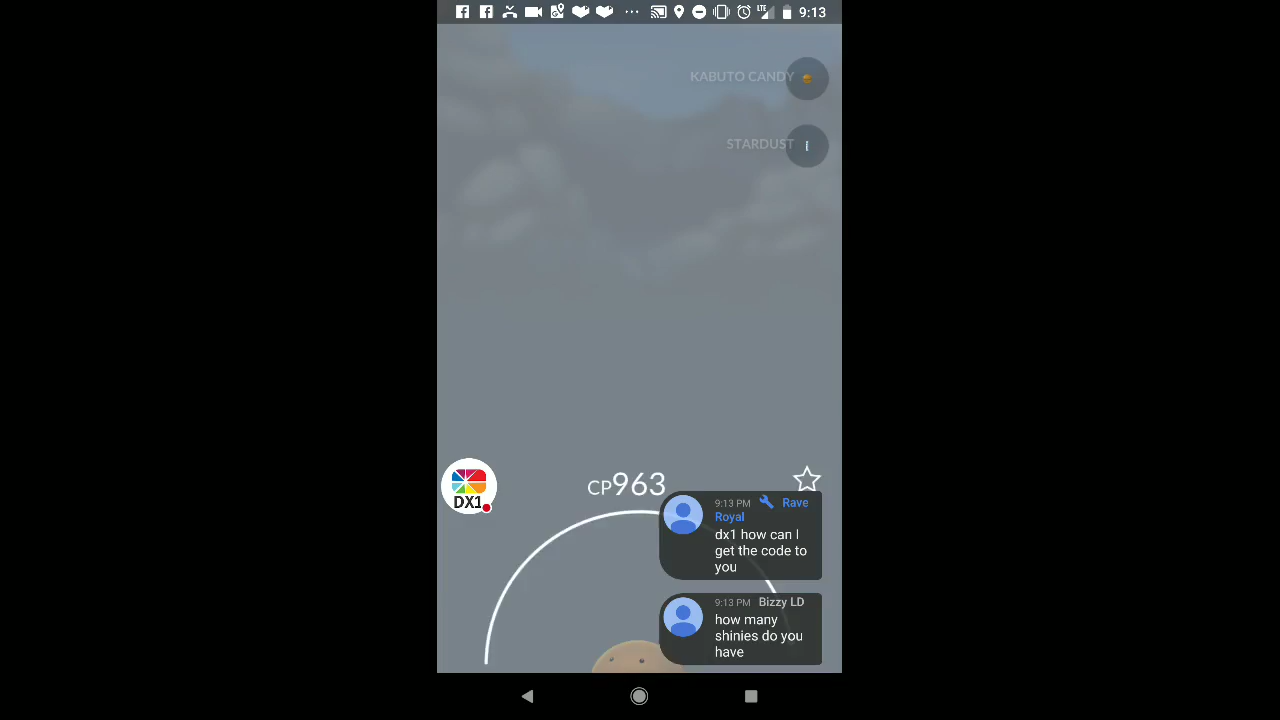 LTE 9:13
KABUTO CANDY
STARDUST
CP963
DX1
9:13 PM Rave
Royal
dx1 how can I
get the code to
you
9:13 PM Bizzy LD
how many
shinies do you
have